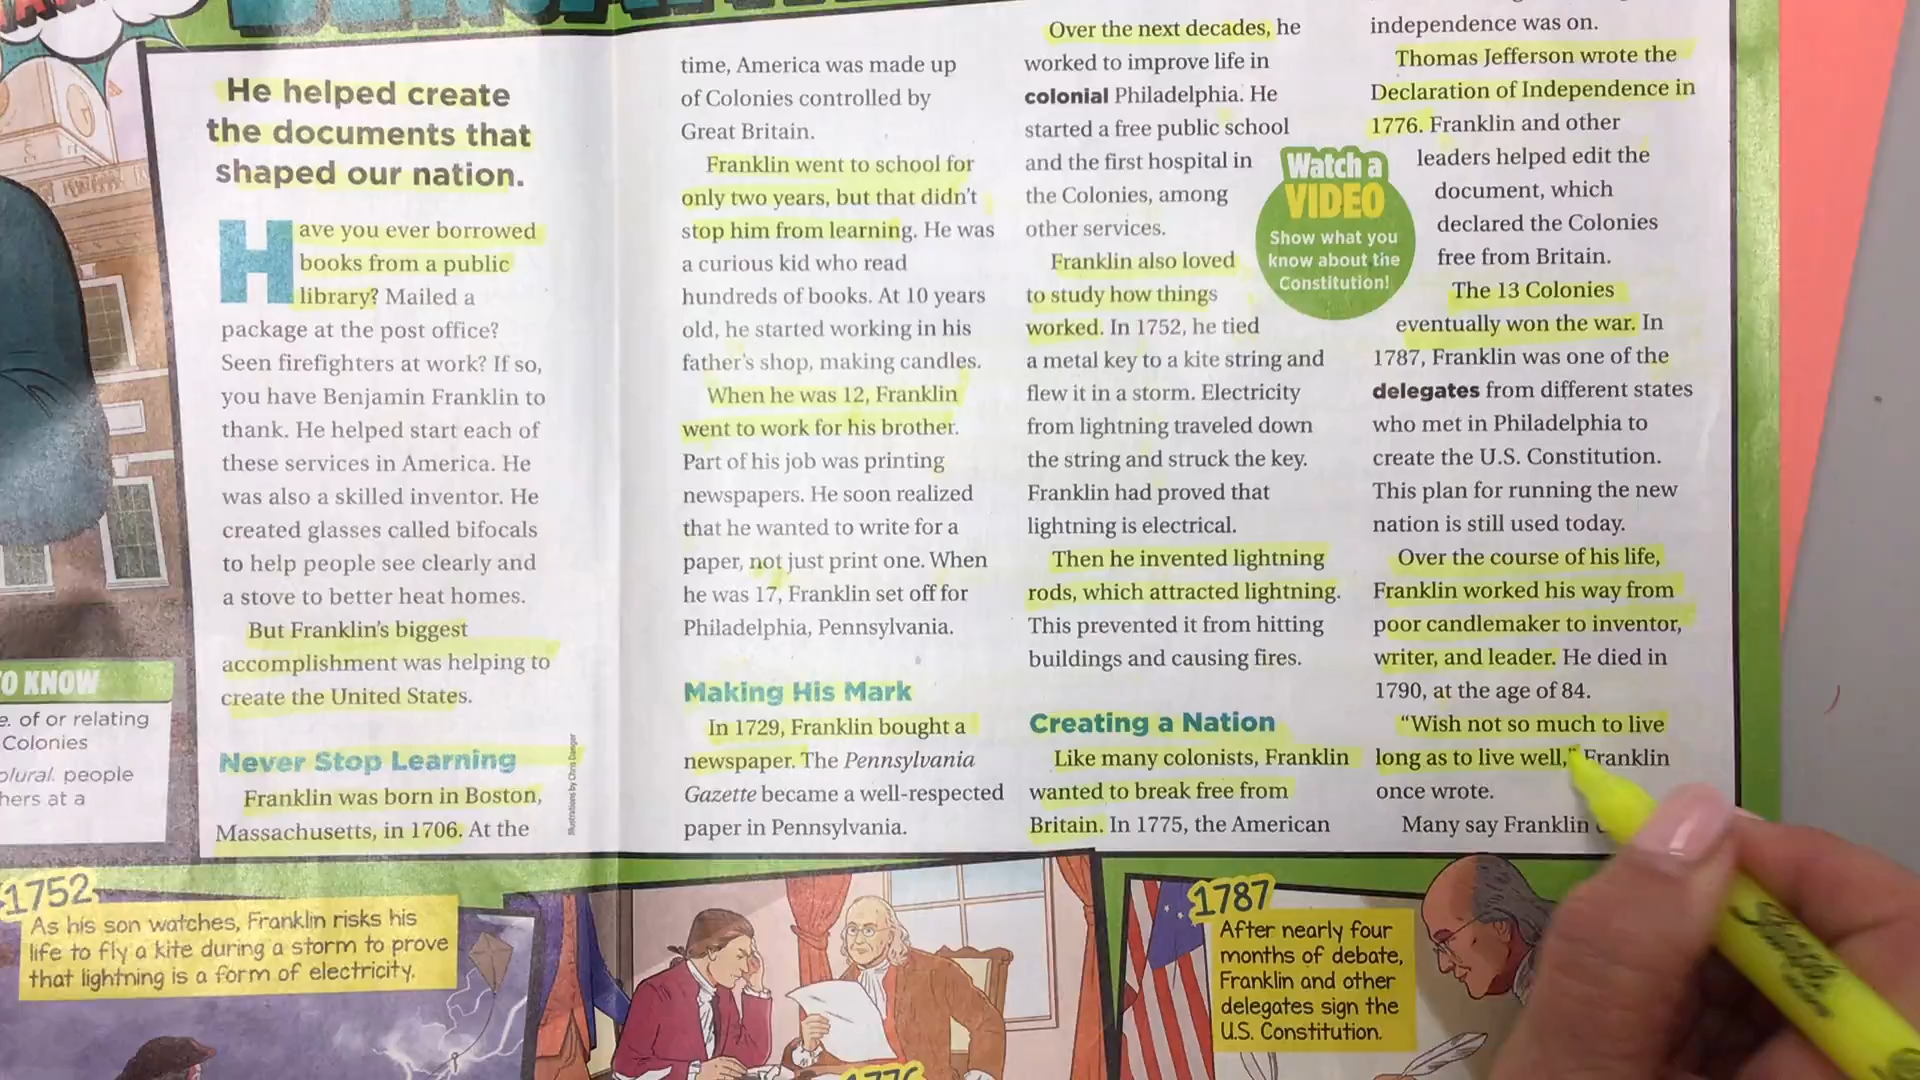 He helped create
the documents that
shaped our nation.
Have you ever borrowed
books from a public
library? Mailed a
package at the post office?
Seen firefighters at work? If so,
you have Benjamin Franklin to
thank. He helped start each of
these services in America. He
was also a skilled inventor. He
created glasses called bifocals
to help people see clearly and
a stove to better heat homes.
But Franklin's biggest
accomplishment was helping to
create the United States.
Never Stop Learning
Franklin was born in Boston,
Massachusetts, in 1706. At the
Illustrations by Chris Danger
time, America was made up
of Colonies controlled by
Great Britain.
Franklin went to school for
only two years, but that didn't
stop him from learning. He was
a curious kid who read
hundreds of books. At 10 years
old, he started working in his
father's shop, making candles.
When he was 12, Franklin
went to work for his brother.
Part of his job was printing
newspapers. He soon realized
that he wanted to write for a
paper, not just print one. When
he was 17, Franklin set off for
Philadelphia, Pennsylvania.
Making His Mark
In 1729, Franklin bought a
newspaper. The Pennsylvania
Gazette became a well-respected
paper in Pennsylvania.
Over the next decades, he
worked to improve life in
colonial Philadelphia. He
started a free public school
and the first hospital in
the Colonies, among
other services.
Franklin also loved
to study how things
worked. In 1752, he tied
a metal key to a kite string and
flew it in a storm. Electricity
from lightning traveled down
the string and struck the key.
Franklin had proved that
lightning is electrical.
Then he invented lightning
rods, which attracted lightning.
This prevented it from hitting
buildings and causing fires.
Creating a Nation
Like many colonists, Franklin
wanted to break free from
Britain. In 1775, the American
Watch a
VIDEO
Show what you
know about the
Constitution!
independence was on.
Thomas Jefferson wrote the
Declaration of Independence in
1776. Franklin and other
leaders helped edit the
document, which
declared the Colonies
free from Britain.
The 13 Colonies
eventually won the war. In
1787, Franklin was one of the
delegates from different states
who met in Philadelphia to
create the U.S. Constitution.
This plan for running the new
nation is still used today.
Over the course of his life,
Franklin worked his way from
poor candlemaker to inventor,
writer, and leader. He died in
1790, at the age of 84.
“Wish not so much to live
long as to live well,” Franklin
once wrote.
Many say Franklin
TO KNOW
e. of or relating
Colonies
plural. people
hers at a
1752
As his son watches, Franklin risks his
life to fly a kite during a storm to prove
that lightning is a form of electricity.
1776
1787
After nearly four
months of debate,
Franklin and other
delegates sign the
U.S. Constitution.
Sharpie